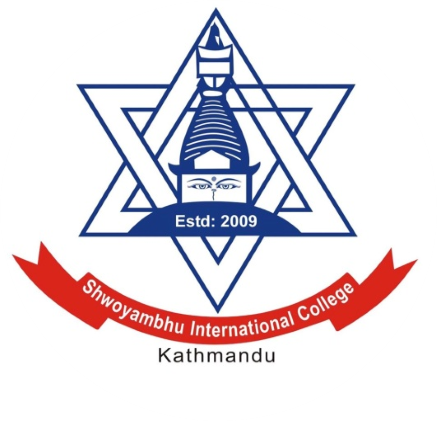 Estd: 2009
Shwoyambhu International College
Kathmandu